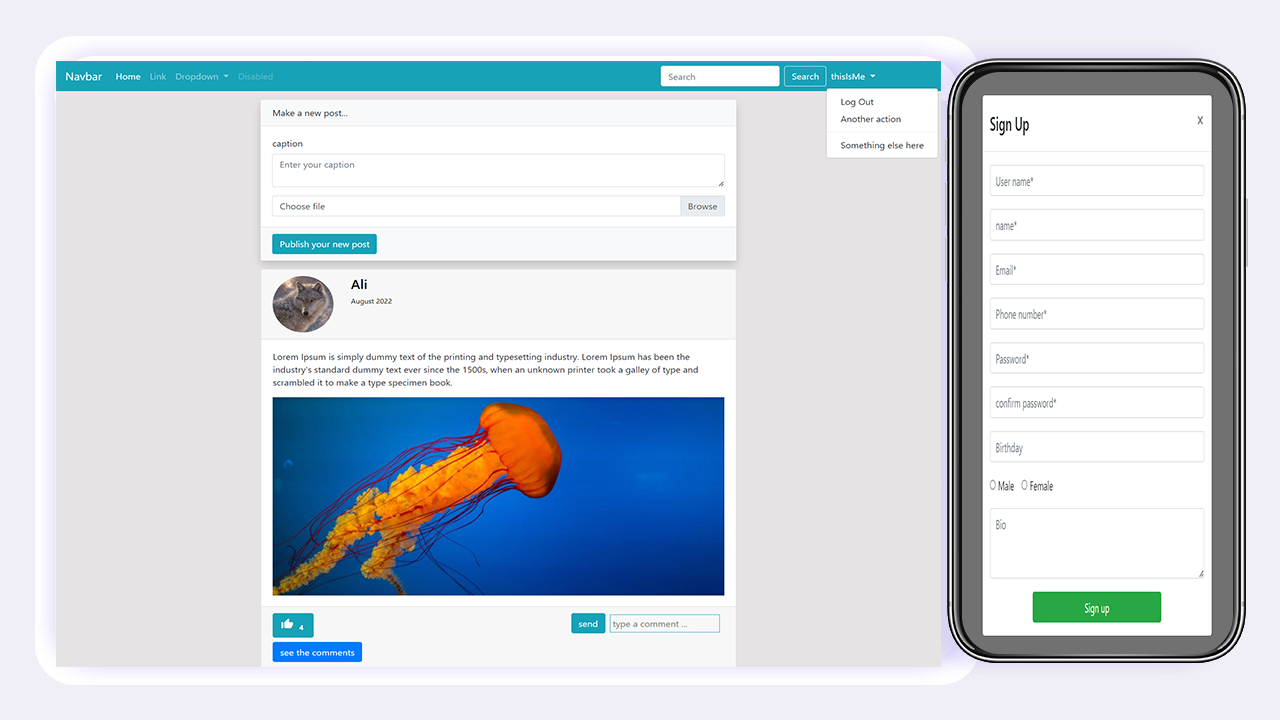 Navbar Home Link Dropdown Disabled Search Search thisIsMe
Log Out
Another action
Something else here
Make a new post...
caption
Enter your caption
Choose file Browse
Publish your new post
Ali
August 2022
Lorem Ipsum is simply dummy text of the printing and typesetting industry. Lorem Ipsum has been the
industry's standard dummy text ever since the 1500s, when an unknown printer took a galley of type and
scrambled it to make a type specimen book.
4 send type a comment ...
see the comments
Sign Up X
User name*
name*
Email*
Phone number*
Password*
confirm password*
Birthday
Male Female
Bio
Sign up